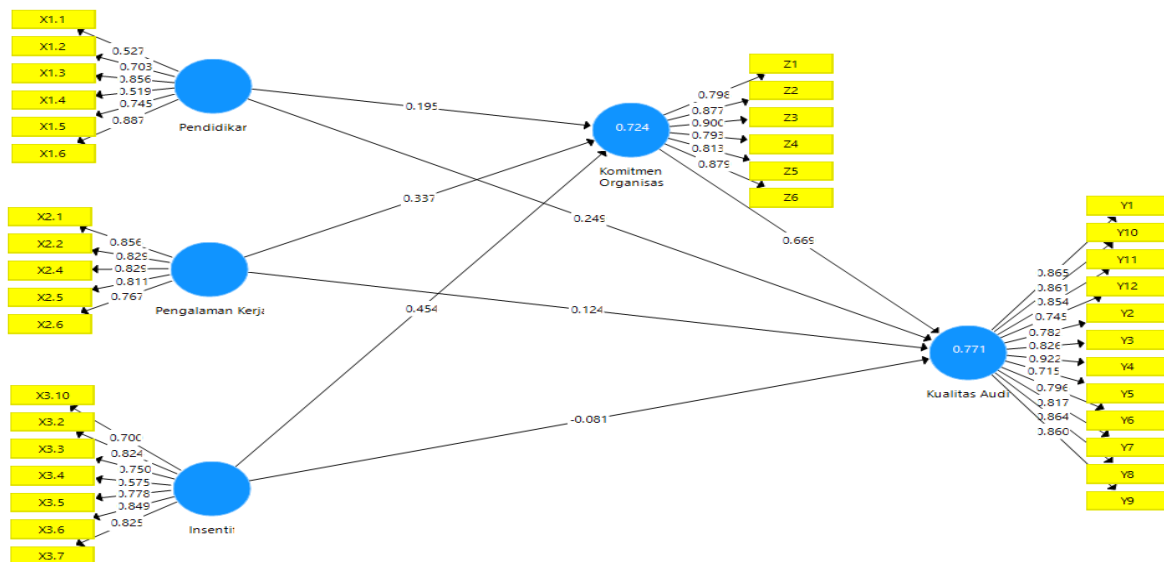 X1.1
X1.2
X1.3
X1.4
X1.5
X1.6
0.527
0.703
0.856
0.519
0.745
0.887
Pendidikar
X2.1
X2.2
X2.4
X2.5
X2.6
0.856
0.829
0.829
0.811
0.767
Pengalaman Kerja
X3.10
X3.2
X3.3
X3.4
X3.5
X3.6
X3.7
0.700
0.824
0.750
0.575
0.778
0.849
0.825
Insentif
0.195
0.337
0.454
0.249
0.124
-0.081
0.724
Komitmen
Organisas
0.798
0.877
0.900
0.793
0.813
0.879
Z1
Z2
Z3
Z4
Z5
Z6
0.669
0.771
Kualitas Audi
0.865
0.861
0.854
0.745
0.782
0.826
0.922
0.715
0.796
0.817
0.864
0.860
Y1
Y10
Y11
Y12
Y2
Y3
Y4
Y5
Y6
Y7
Y8
Y9